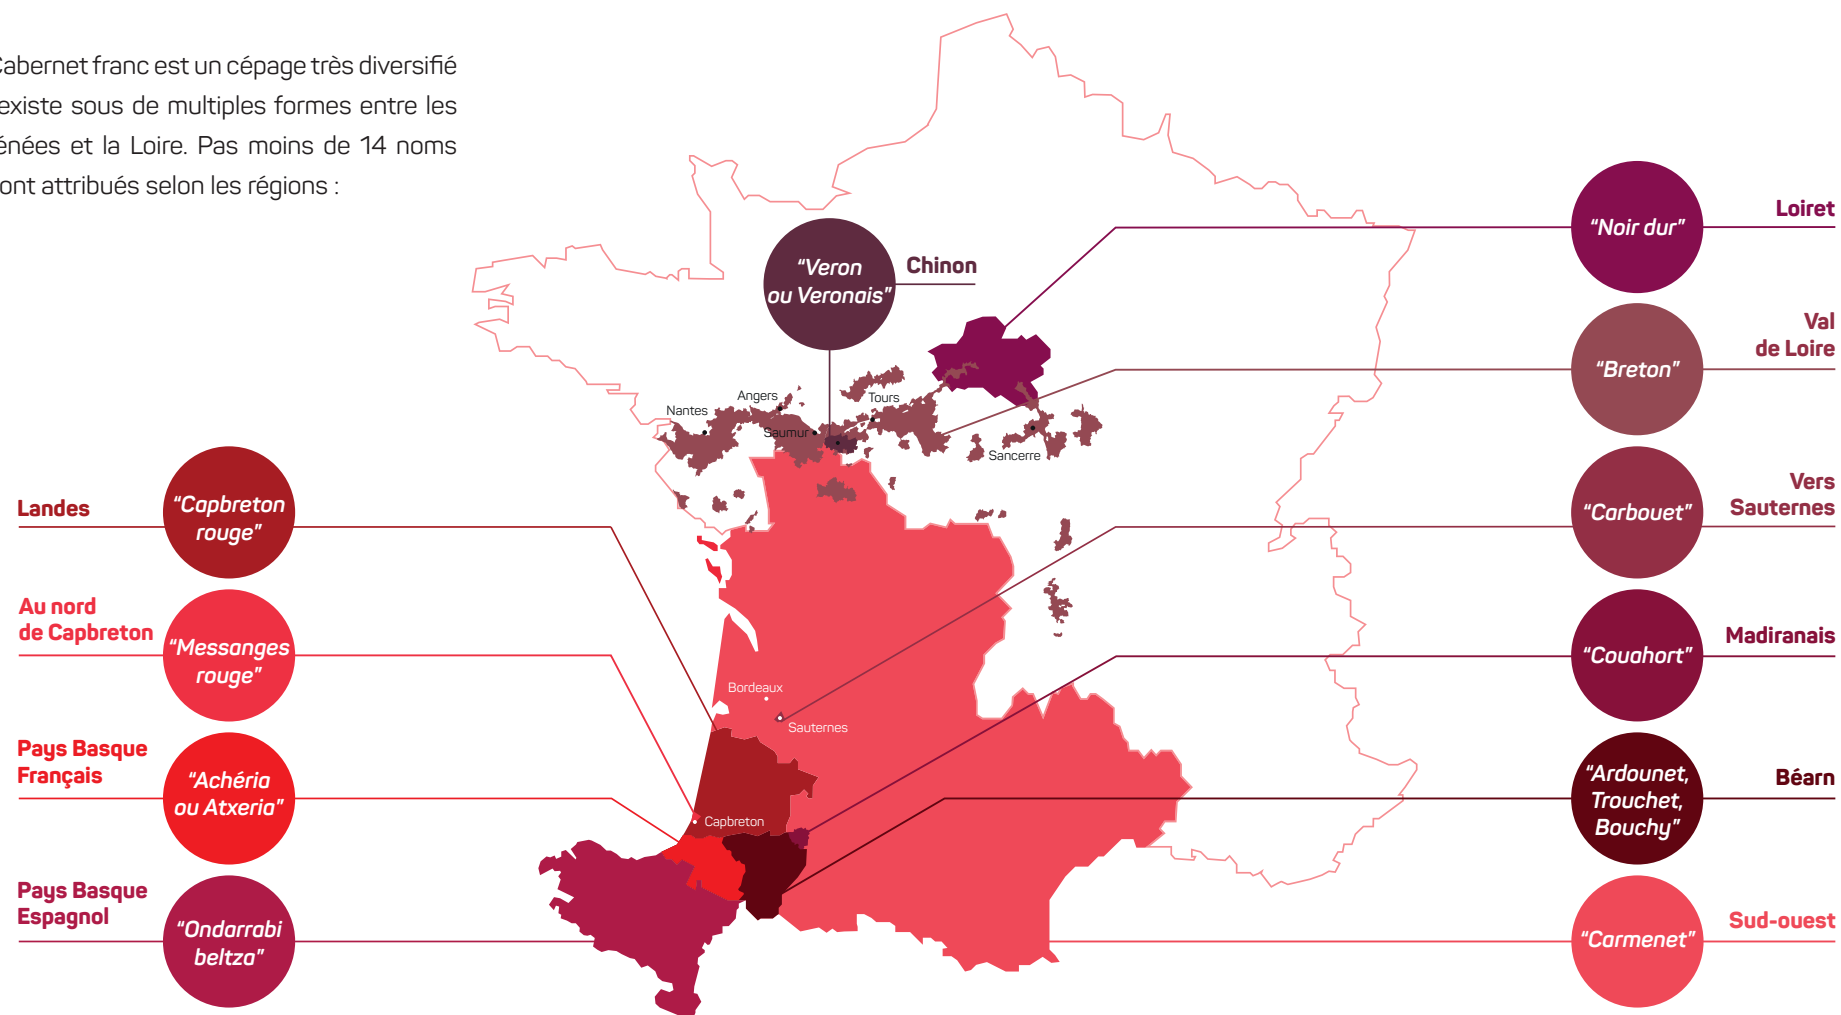 Cabernet franc est un cépage très diversifié
existe sous de multiples formes entre les
énées et la Loire. Pas moins de 14 noms
ont attribués selon les régions :
"Veron
ou Veronais"
Chinon
"Noir dur"
Loiret
"Breton"
Val
de Loire
Angers
Tours
Nantes
Saumur
Sancerre
Landes
"Capbreton
rouge"
"Carbouet"
Vers
Sauternes
Au nord
de Capbreton
"Messanges
rouge"
"Couahort"
Madiranais
Bordeaux
Sauternes
Pays Basque
Français
"Achéria
ou Atxeria"
Capbreton
"Ardounet,
Trouchet,
Bouchy"
Béarn
Pays Basque
Espagnol
"Ondarrabi
beltza"
"Carmenet"
Sud-ouest